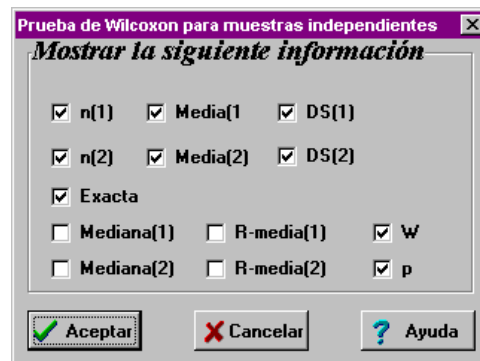 Prueba de Wilcoxon para muestras independientes
Mostrar la siguiente información
n(1) Media(1 DS(1)
n(2) Media(2) DS(2)
Exacta
Mediana(1) R-media(1) W
Mediana(2) R-media(2) p
Aceptar Cancelar ? Ayuda